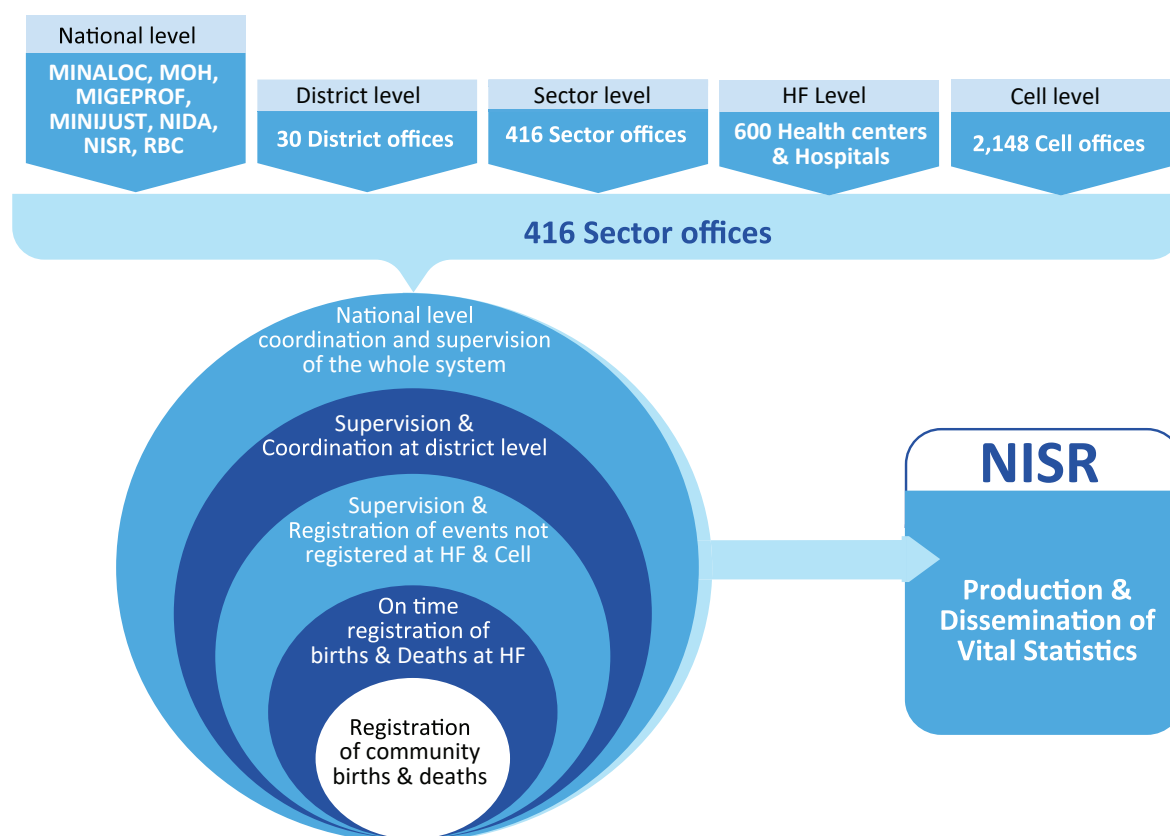 National level
MINALOC, MOH,
MIGEPROF,
MINIJUST, NIDA,
NISR, RBC
District level
30 District offices
Sector level
416 Sector offices
HF Level
600 Health centers
& Hospitals
Cell level
2,148 Cell offices
416 Sector offices
National level
coordination and supervision
of the whole system
Supervision &
Coordination at district level
Supervision &
Registration of events not
registered at HF & Cell
On time
registration of
births & Deaths at HF
Registration
of community
births & deaths
NISR
Production &
Dissemination of
Vital Statistics